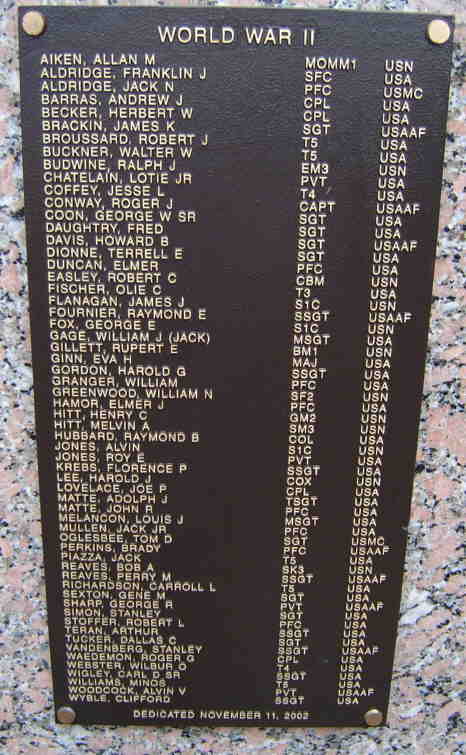 WORLD WAR II
AIKEN, ALLAN M MOMM1 USN
ALDRIDGE, FRANKLIN J SFC USA
ALDRIDGE, JACK N PFC USMC
BARRAS, ANDREW J CPL USA
BECKER, HERBERT W CPL USA
BRACKIN, JAMES K SGT USAAF
BROUSSARD, ROBERT J T5 USA
BUCKNER, WALTER W T5 USA
BUDWINE, RALPH J EM3 USN
CHATELAIN, LOTIE JR PVT USA
COFFEY, JESSE L T4 USA
CONWAY, ROGER J CAPT USAAF
COON, GEORGE W SR SGT USA
DAUGHTRY, FRED SGT USA
DAVIS, HOWARD B SGT USAAF
DIONNE, TERRELL E SGT USA
DUNCAN, ELMER PFC USA
EASLEY, ROBERT C CBM USN
FISCHER, OLIE C T3 USA
FLANAGAN, JAMES J S1C USN
FOURNIER, RAYMOND E SSGT USAAF
FOX, GEORGE E S1C USN
GAGE, WILLIAM J (JACK) MSGT USA
GILLETT, RUPERT E BM1 USN
GINN, EVA H MAJ USA
GORDON, HAROLD G SSGT USA
GRANGER, WILLIAM PFC USA
GREENWOOD, WILLIAM N SF2 USN
HAMOR, ELMER J PFC USA
HITT, HENRY C GM2 USN
HITT, MELVIN A SM3 USN
HUBBARD, RAYMOND B COL USA
JONES, ALVIN S1C USN
JONES, ROY E PVT USA
KREBS, FLORENCE P SSGT USA
LEE, HAROLD J COX USN
LOVELACE, JOE P CPL USA
MATTE, ADOLPH J TSGT USA
MATTE, JOHN R PFC USA
MELANCON, LOUIS J MSGT USA
MULLEN, JACK JR PFC USA
OGLESBEE, TOM D SGT USMC
PERKINS, BRADY PFC USAAF
PIAZZA, JACK T5 USA
REAVES, BOB A SK3 USN
REAVES, PERRY M SSGT USAAF
RICHARDSON, CARROLL L T5 USA
SEXTON, GENE M SGT USA
SHARP, GEORGE R PVT USAAF
SIMON, STANLEY SGT USA
STOFFER, ROBERT L PFC USA
TERAN, ARTHUR SSGT USA
TUCKER, DALLAS C SGT USA
VANDENBERG, STANLEY SSGT USAAF
WAEDEMON, ROGER G CPL USA
WEBSTER, WILBUR O T4 USA
WIGLEY, CARL D SR SSGT USA
WILLIAMS, MINOS T5 USA
WOODCOCK, ALVIN V PVT USAAF
WYBLE, CLIFFORD SSGT USA
DEDICATED NOVEMBER 11, 2002